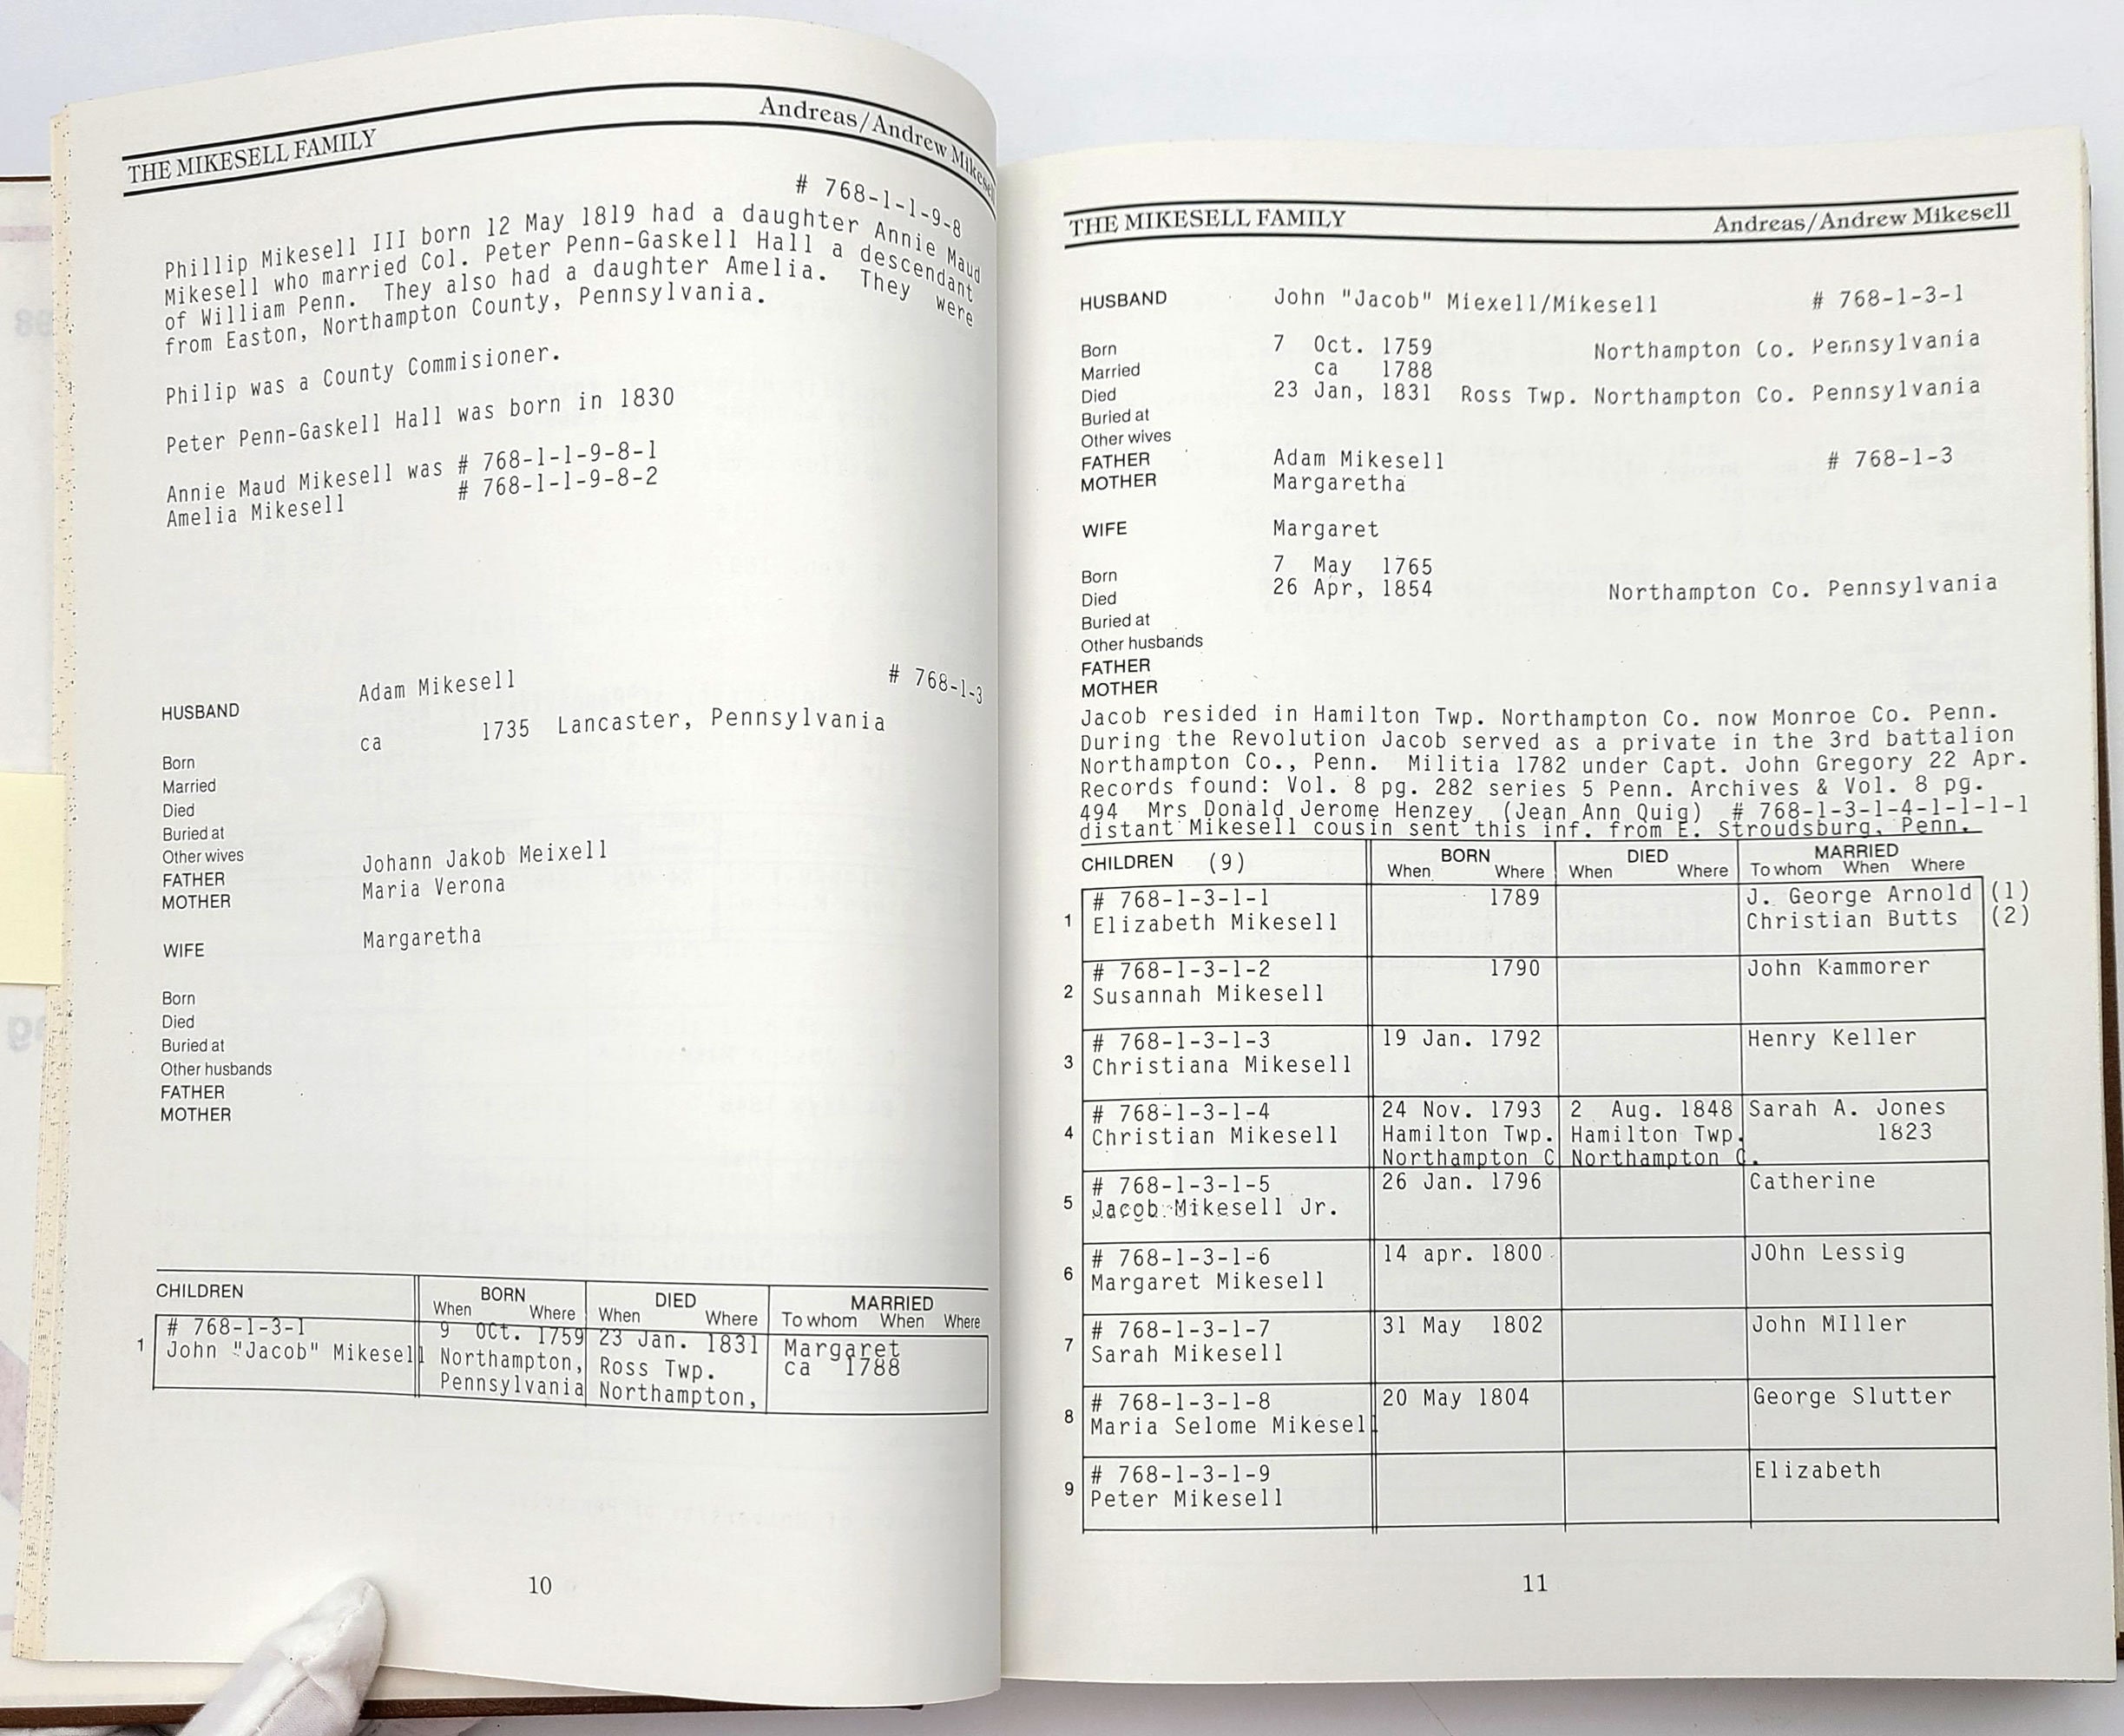 THE MIKESELL FAMILY Andreas/Andrew Mikesell
# 768-1-1-9-8
Phillip Mikesell III born 12 May 1819 had a daughter Annie Maud
Mikesell who married Col. Peter Penn-Gaskell Hall a descendant
of William Penn. They also had a daughter Amelia. They were
from Easton, Northampton County, Pennsylvania.
Philip was a County Commisioner.
Peter Penn-Gaskell Hall was born in 1830
Annie Maud Mikesell was # 768-1-1-9-8-1
Amelia Mikesell # 768-1-1-9-8-2
HUSBAND Adam Mikesell # 768-1-3
Born ca 1735 Lancaster, Pennsylvania
Married
Died
Buried at
Other wives
FATHER Johann Jakob Meixell
MOTHER Maria Verona
WIFE Margaretha
Born
Died
Buried at
Other husbands
FATHER
MOTHER
CHILDREN BORN DIED MARRIED
When Where When Where To whom When Where
# 768-1-3-1 9 Oct. 1759 23 Jan. 1831 Margaret
1 John "Jacob" Mikesell Northampton, Ross Twp. ca 1788
Pennsylvania Northampton,
10
THE MIKESELL FAMILY Andreas/Andrew Mikesell
HUSBAND John "Jacob" Miexell/Mikesell # 768-1-3-1
Born 7 Oct. 1759 Northampton Co. Pennsylvania
Married ca 1788
Died 23 Jan, 1831 Ross Twp. Northampton Co. Pennsylvania
Buried at
Other wives
FATHER Adam Mikesell # 768-1-3
MOTHER Margaretha
WIFE Margaret
Born 7 May 1765
Died 26 Apr, 1854 Northampton Co. Pennsylvania
Buried at
Other husbands
FATHER
MOTHER
Jacob resided in Hamilton Twp. Northampton Co. now Monroe Co. Penn.
During the Revolution Jacob served as a private in the 3rd battalion
Northampton Co., Penn. Militia 1782 under Capt. John Gregory 22 Apr.
Records found: Vol. 8 pg. 282 series 5 Penn. Archives & Vol. 8 pg.
494 Mrs Donald Jerome Henzey (Jean Ann Quig) # 768-1-3-1-4-1-1-1-1
distant Mikesell cousin sent this inf. from E. Stroudsburg, Penn.
CHILDREN (9) BORN DIED MARRIED
When Where When Where To whom When Where
# 768-1-3-1-1 1789 J. George Arnold (1)
1 Elizabeth Mikesell Christian Butts (2)
# 768-1-3-1-2 1790 John Kammorer
2 Susannah Mikesell
# 768-1-3-1-3 19 Jan. 1792 Henry Keller
3 Christiana Mikesell
# 768-1-3-1-4 24 Nov. 1793 2 Aug. 1848 Sarah A. Jones
4 Christian Mikesell Hamilton Twp. Hamilton Twp. 1823
Northampton C Northampton C.
# 768-1-3-1-5 26 Jan. 1796 Catherine
5 Jacob Mikesell Jr.
# 768-1-3-1-6 14 apr. 1800 JOhn Lessig
6 Margaret Mikesell
# 768-1-3-1-7 31 May 1802 John MIller
7 Sarah Mikesell
# 768-1-3-1-8 20 May 1804 George Slutter
8 Maria Selome Mikesell
# 768-1-3-1-9 Elizabeth
9 Peter Mikesell
11